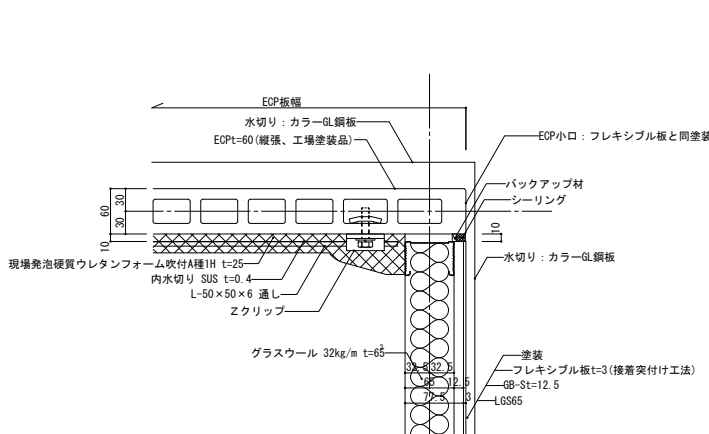 ECP板幅
水切り：カラーGL鋼板
ECPt=60(縦張、工場塗装品)
ECP小口：フレキシブル板と同塗装
バックアップ材
シーリング
60
30
30
10
10
現場発泡硬質ウレタンフォーム吹付A種1H t=25
水切り：カラーGL鋼板
内水切り SUS t=0.4
L-50×50×6 通し
Zクリップ
グラスウール 32kg/m3 t=65
塗装
フレキシブル板t=3(接着突付け工法)
GB-St=12.5
LGS65
32.5
32.5
65
12.5
77.5
3